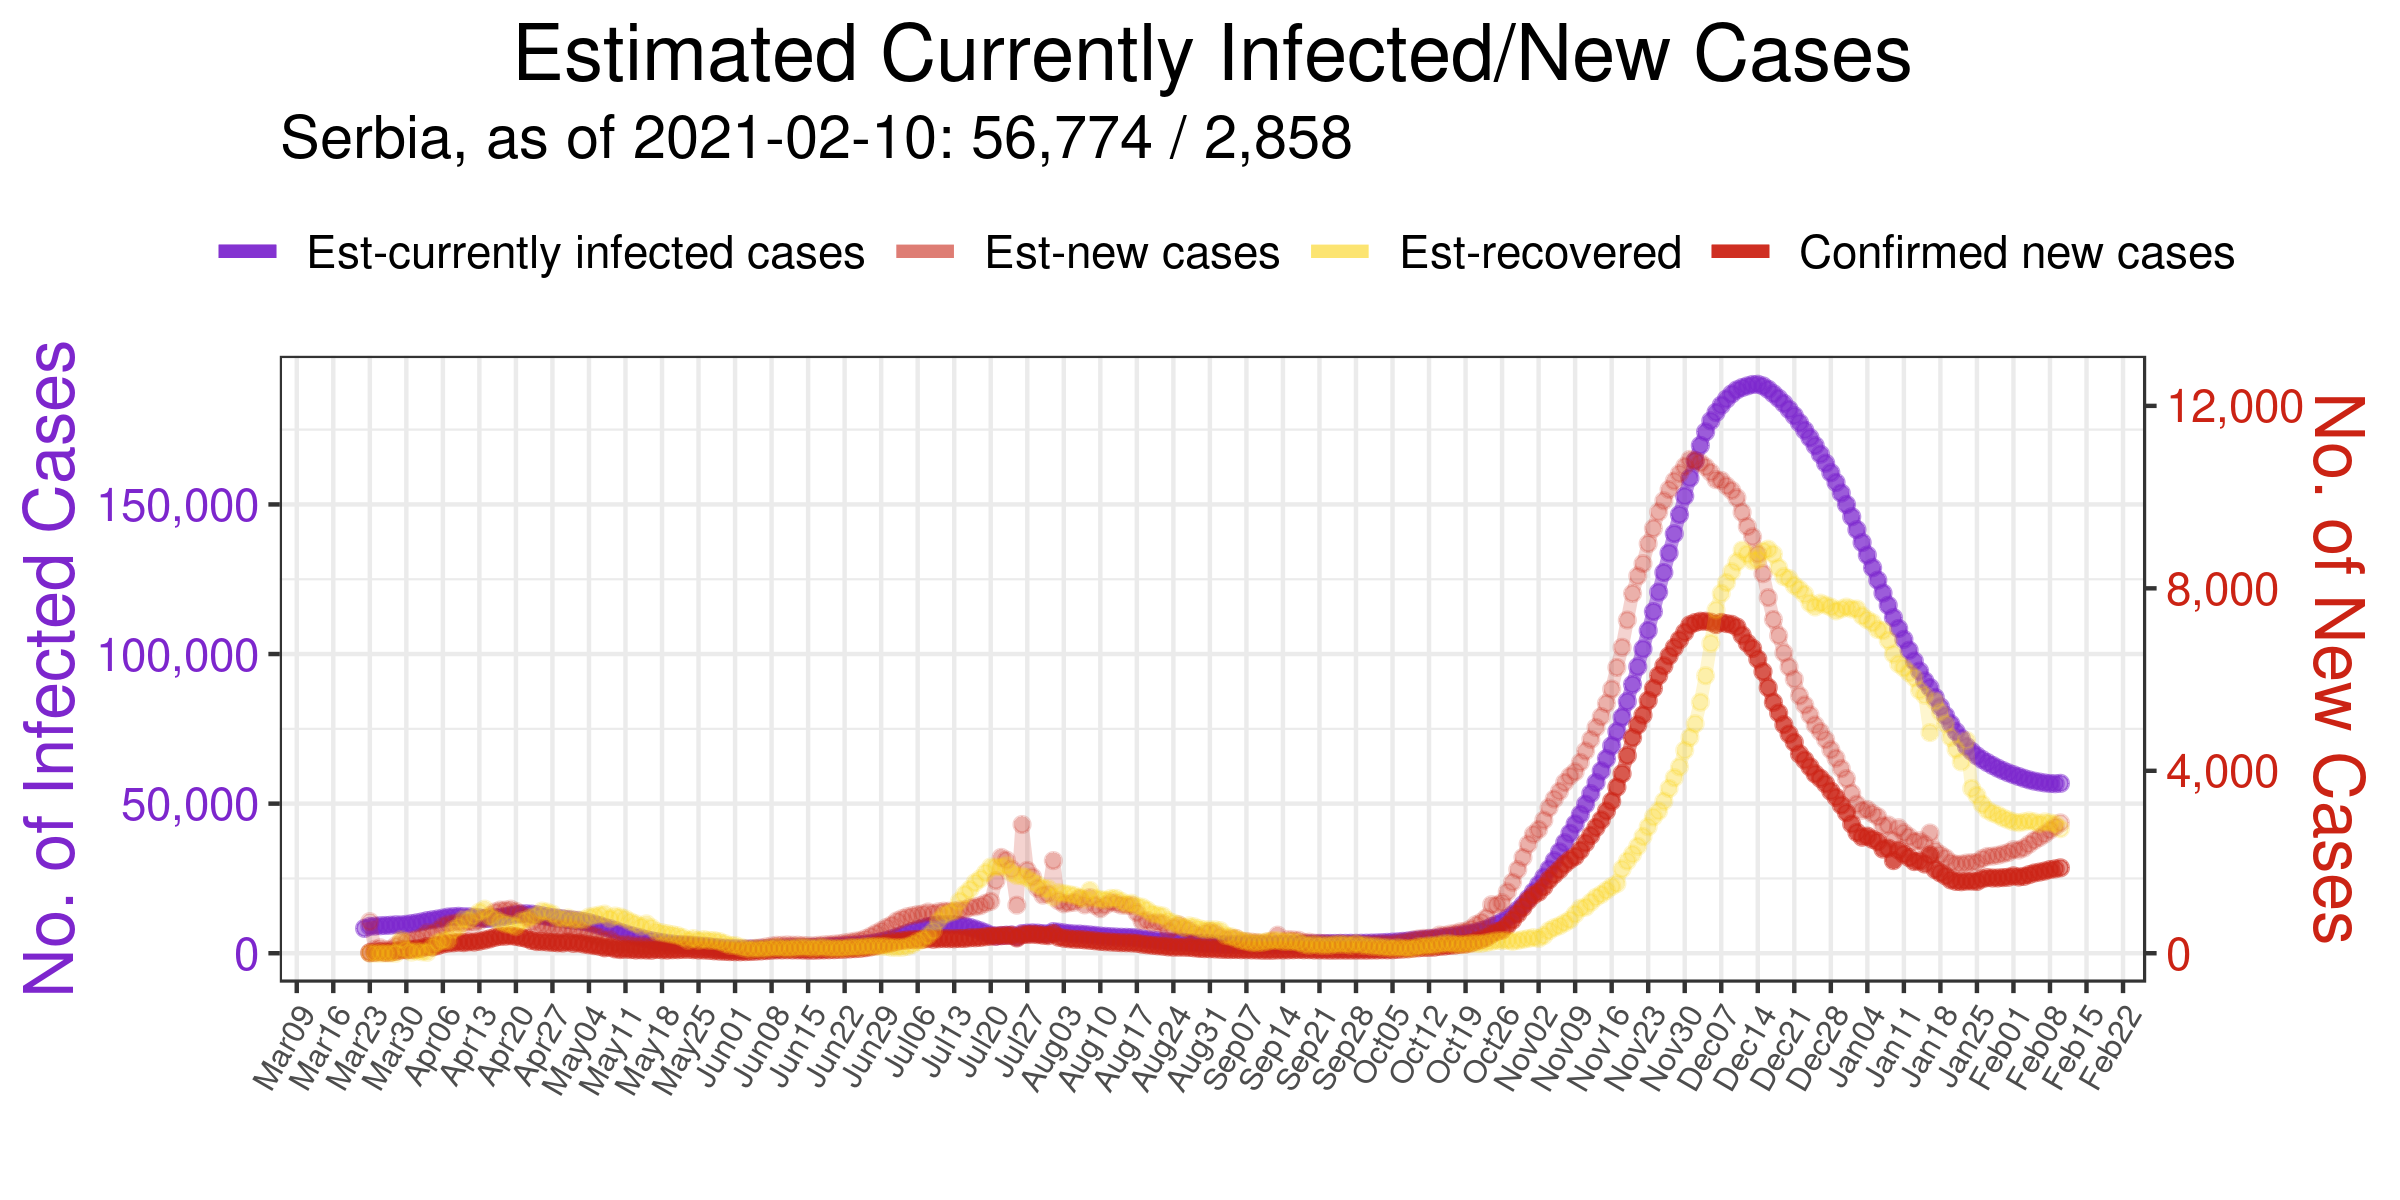 Estimated Currently Infected/New Cases
Serbia, as of 2021-02-10: 56,774 / 2,858
Est-currently infected cases
Est-new cases
Est-recovered
Confirmed new cases
No. of Infected Cases
150,000
100,000
50,000
0
12,000
8,000
4,000
0
No. of New Cases
Mar09
Mar16
Mar23
Mar30
Apr06
Apr13
Apr20
Apr27
May04
May11
May18
May25
Jun01
Jun08
Jun15
Jun22
Jun29
Jul06
Jul13
Jul20
Jul27
Aug03
Aug10
Aug17
Aug24
Aug31
Sep07
Sep14
Sep21
Sep28
Oct05
Oct12
Oct19
Oct26
Nov02
Nov09
Nov16
Nov23
Nov30
Dec07
Dec14
Dec21
Dec28
Jan04
Jan11
Jan18
Jan25
Feb01
Feb08
Feb15
Feb22